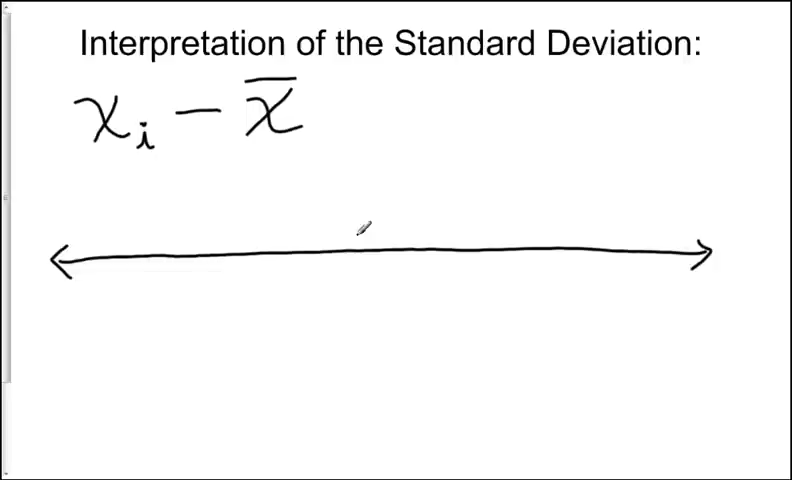 Interpretation of the Standard Deviation:
xᵢ − x̄